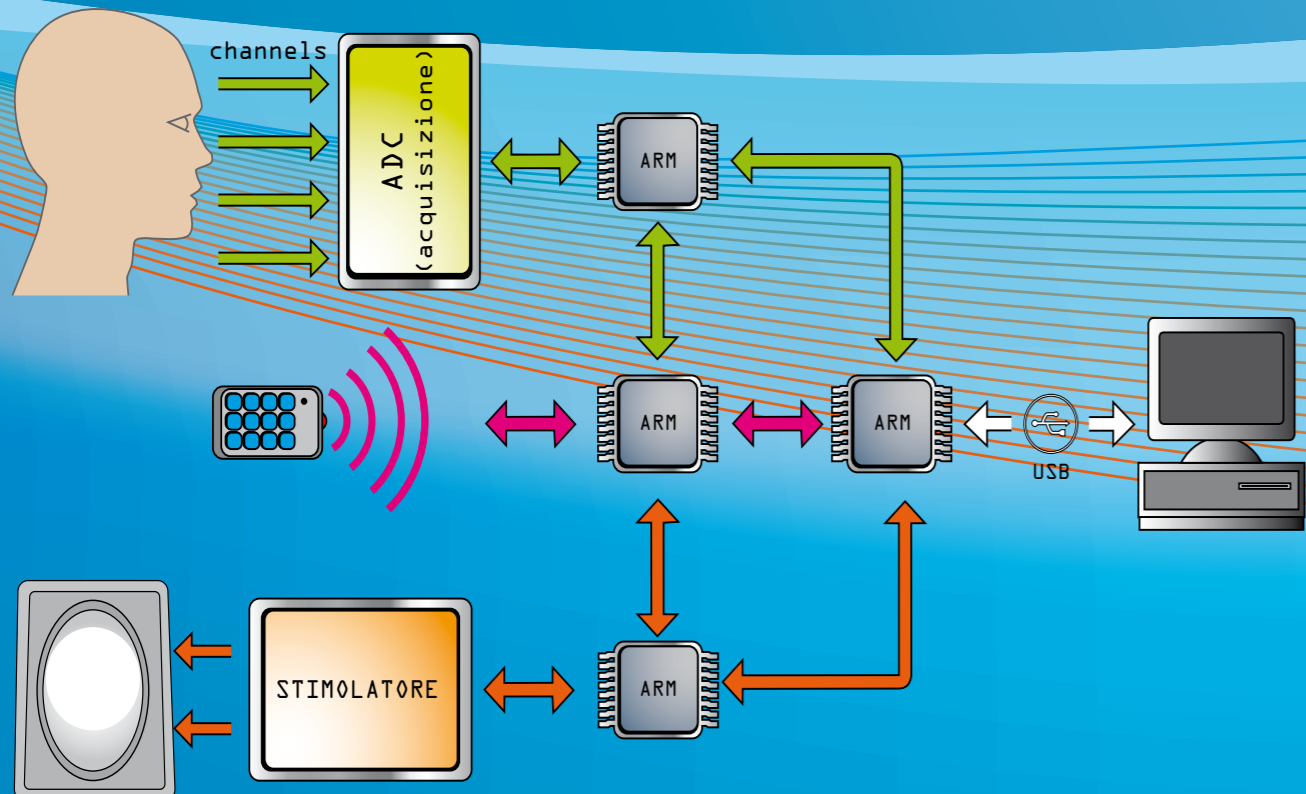 channels
ADC
(acquisizione)
ARM
ARM
ARM
USB
STIMOLATORE
ARM